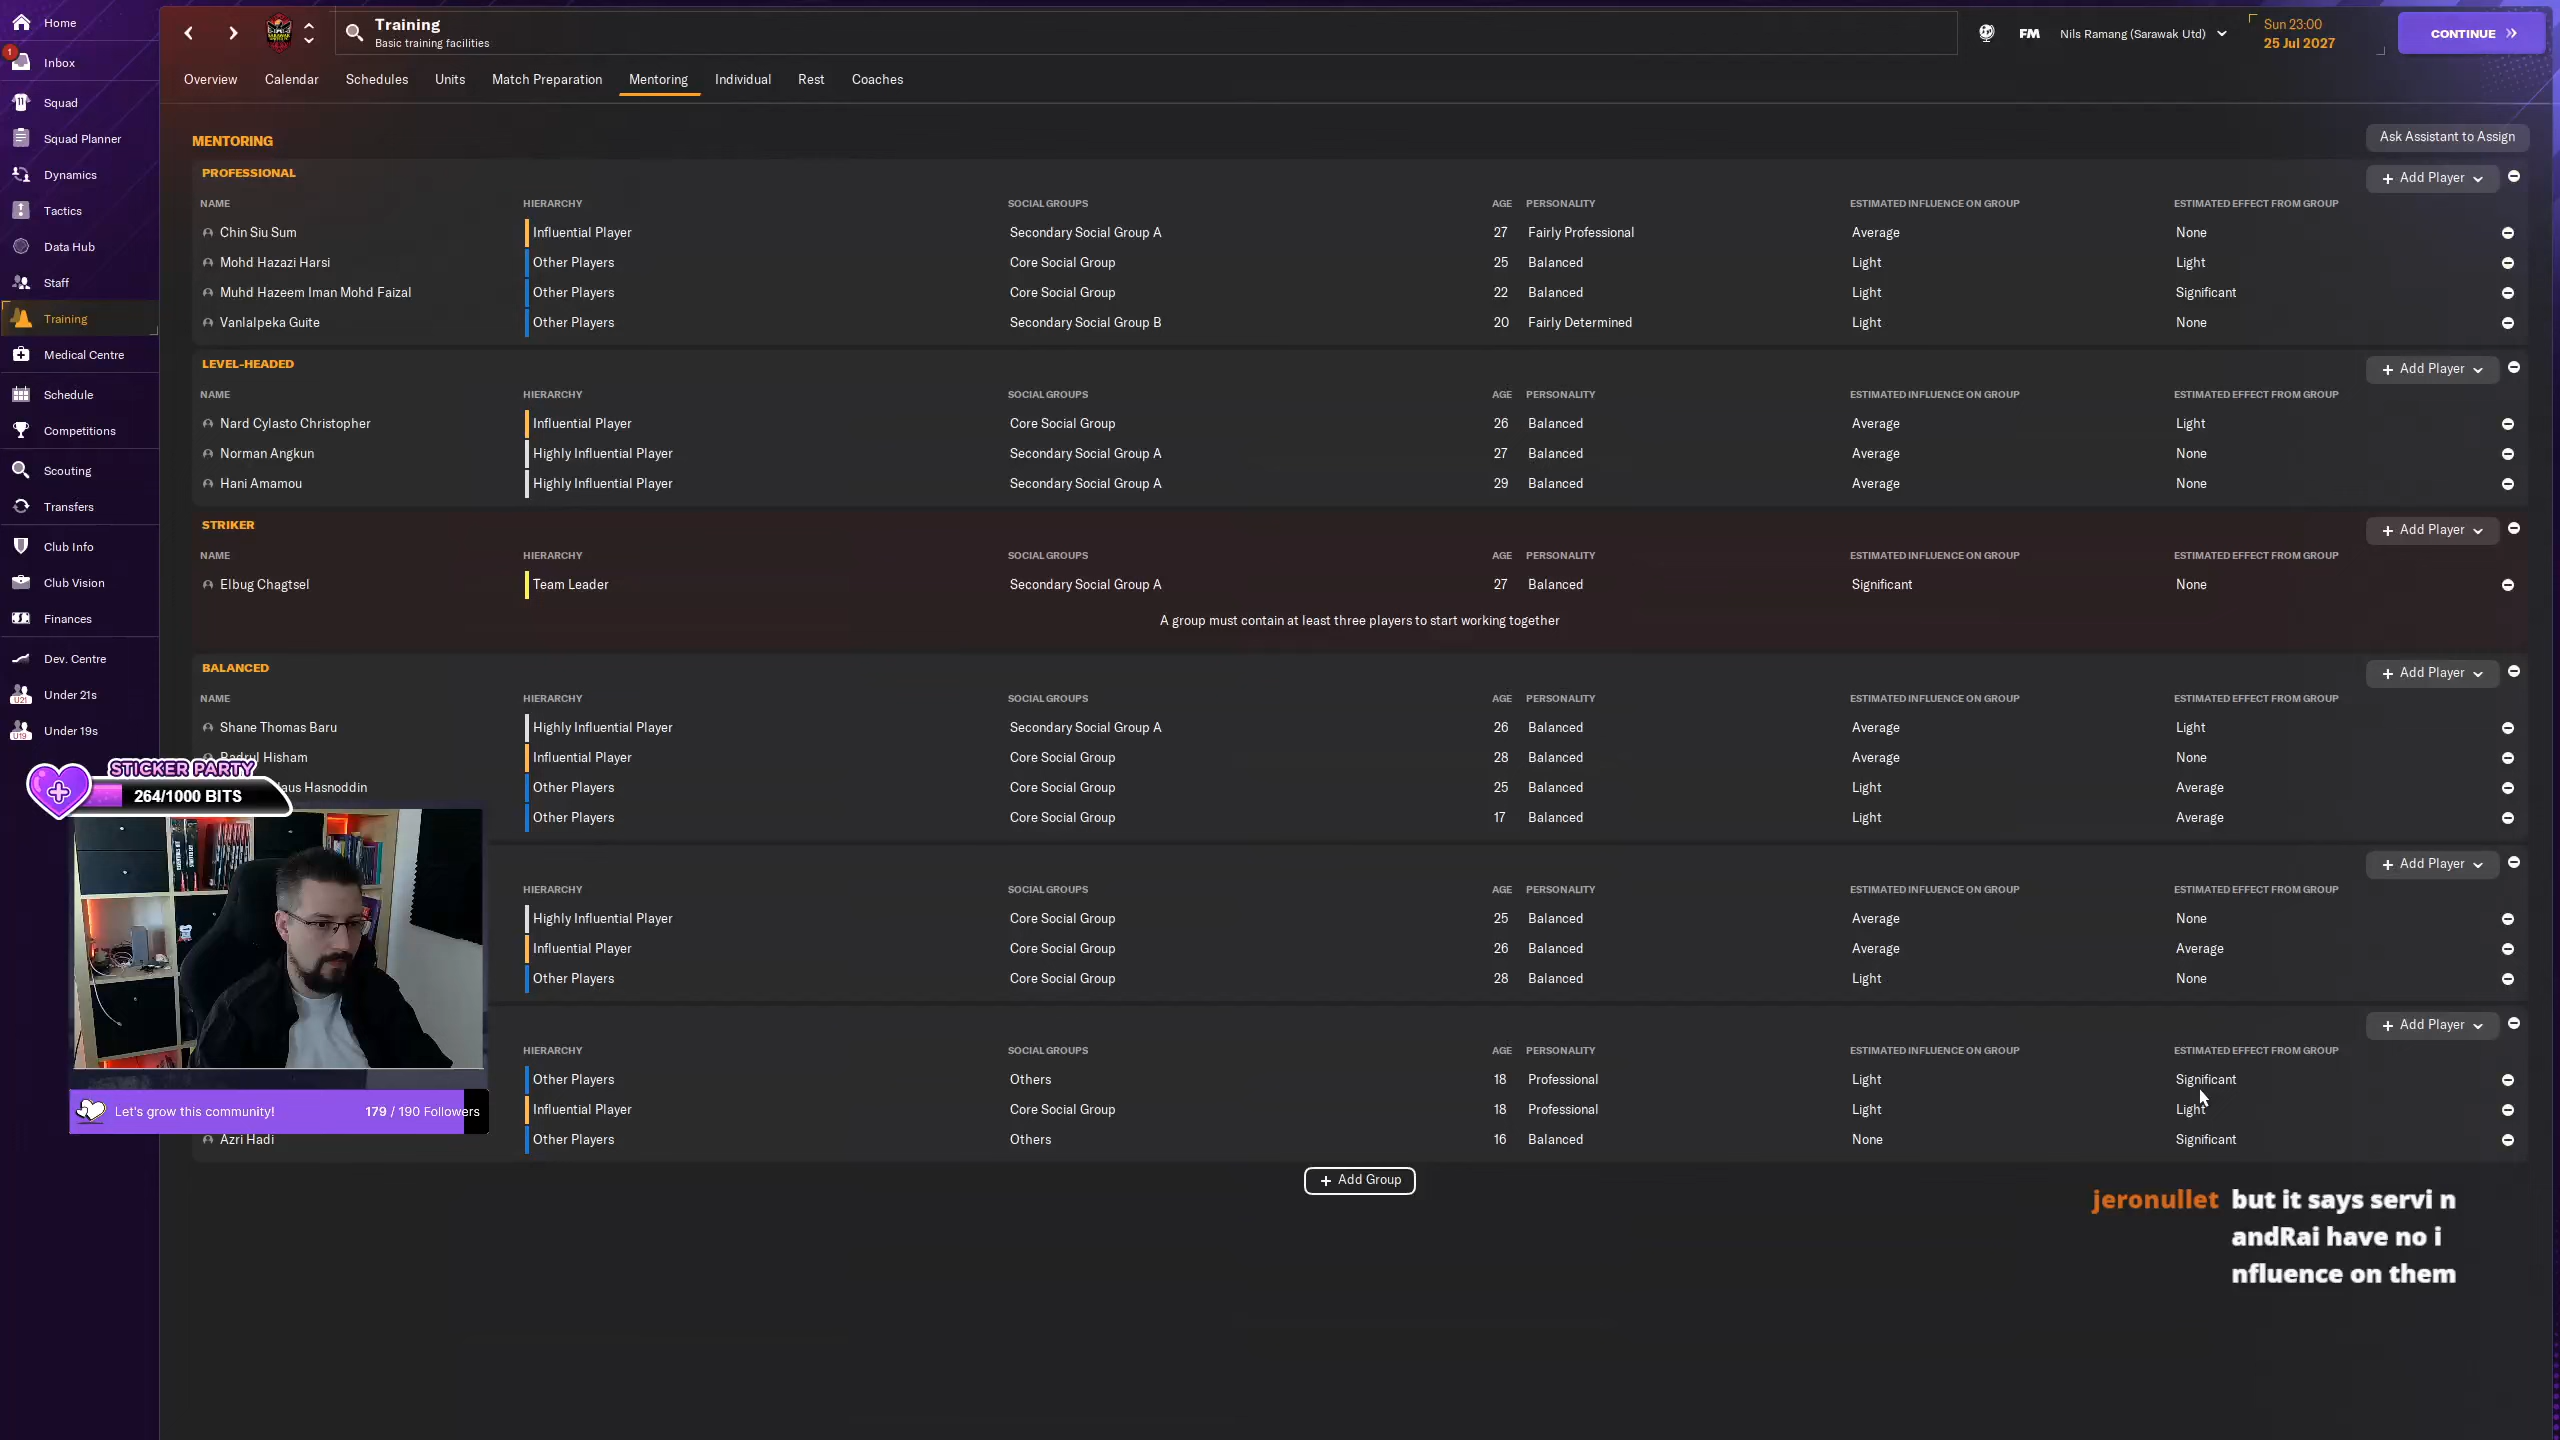 Home
1
Inbox
Squad
Squad Planner
Dynamics
Tactics
Data Hub
Staff
Training
Medical Centre
Schedule
Competitions
Scouting
Transfers
Club Info
Club Vision
Finances
Dev. Centre
U21 Under 21s
U19 Under 19s
Training
Basic training facilities
FM Nils Ramang (Sarawak Utd)
Sun 23:00
25 Jul 2027
CONTINUE
Overview Calendar Schedules Units Match Preparation Mentoring Individual Rest Coaches
MENTORING
Ask Assistant to Assign
PROFESSIONAL
Add Player
NAME HIERARCHY SOCIAL GROUPS AGE PERSONALITY ESTIMATED INFLUENCE ON GROUP ESTIMATED EFFECT FROM GROUP
Chin Siu Sum Influential Player Secondary Social Group A 27 Fairly Professional Average None
Mohd Hazazi Harsi Other Players Core Social Group 25 Balanced Light Light
Muhd Hazeem Iman Mohd Faizal Other Players Core Social Group 22 Balanced Light Significant
Vanlalpeka Guite Other Players Secondary Social Group B 20 Fairly Determined Light None
LEVEL-HEADED
Add Player
NAME HIERARCHY SOCIAL GROUPS AGE PERSONALITY ESTIMATED INFLUENCE ON GROUP ESTIMATED EFFECT FROM GROUP
Nard Cylasto Christopher Influential Player Core Social Group 26 Balanced Average Light
Norman Angkun Highly Influential Player Secondary Social Group A 27 Balanced Average None
Hani Amamou Highly Influential Player Secondary Social Group A 29 Balanced Average None
STRIKER
Add Player
NAME HIERARCHY SOCIAL GROUPS AGE PERSONALITY ESTIMATED INFLUENCE ON GROUP ESTIMATED EFFECT FROM GROUP
Elbug Chagtsel Team Leader Secondary Social Group A 27 Balanced Significant None
A group must contain at least three players to start working together
BALANCED
Add Player
NAME HIERARCHY SOCIAL GROUPS AGE PERSONALITY ESTIMATED INFLUENCE ON GROUP ESTIMATED EFFECT FROM GROUP
Shane Thomas Baru Highly Influential Player Secondary Social Group A 26 Balanced Average Light
Hisham Influential Player Core Social Group 28 Balanced Average None
Hasnoddin Other Players Core Social Group 25 Balanced Light Average
Other Players Core Social Group 17 Balanced Light Average
Add Player
HIERARCHY SOCIAL GROUPS AGE PERSONALITY ESTIMATED INFLUENCE ON GROUP ESTIMATED EFFECT FROM GROUP
Highly Influential Player Core Social Group 25 Balanced Average None
Influential Player Core Social Group 26 Balanced Average Average
Other Players Core Social Group 28 Balanced Light None
Add Player
HIERARCHY SOCIAL GROUPS AGE PERSONALITY ESTIMATED INFLUENCE ON GROUP ESTIMATED EFFECT FROM GROUP
Other Players Others 18 Professional Light Significant
Influential Player Core Social Group 18 Professional Light Light
Azri Hadi Other Players Others 16 Balanced None Significant
Add Group
STICKER PARTY
264/1000 BITS
Let's grow this community! 179 / 190 Followers
jeronullet but it says servi n
andRai have no i
nfluence on them